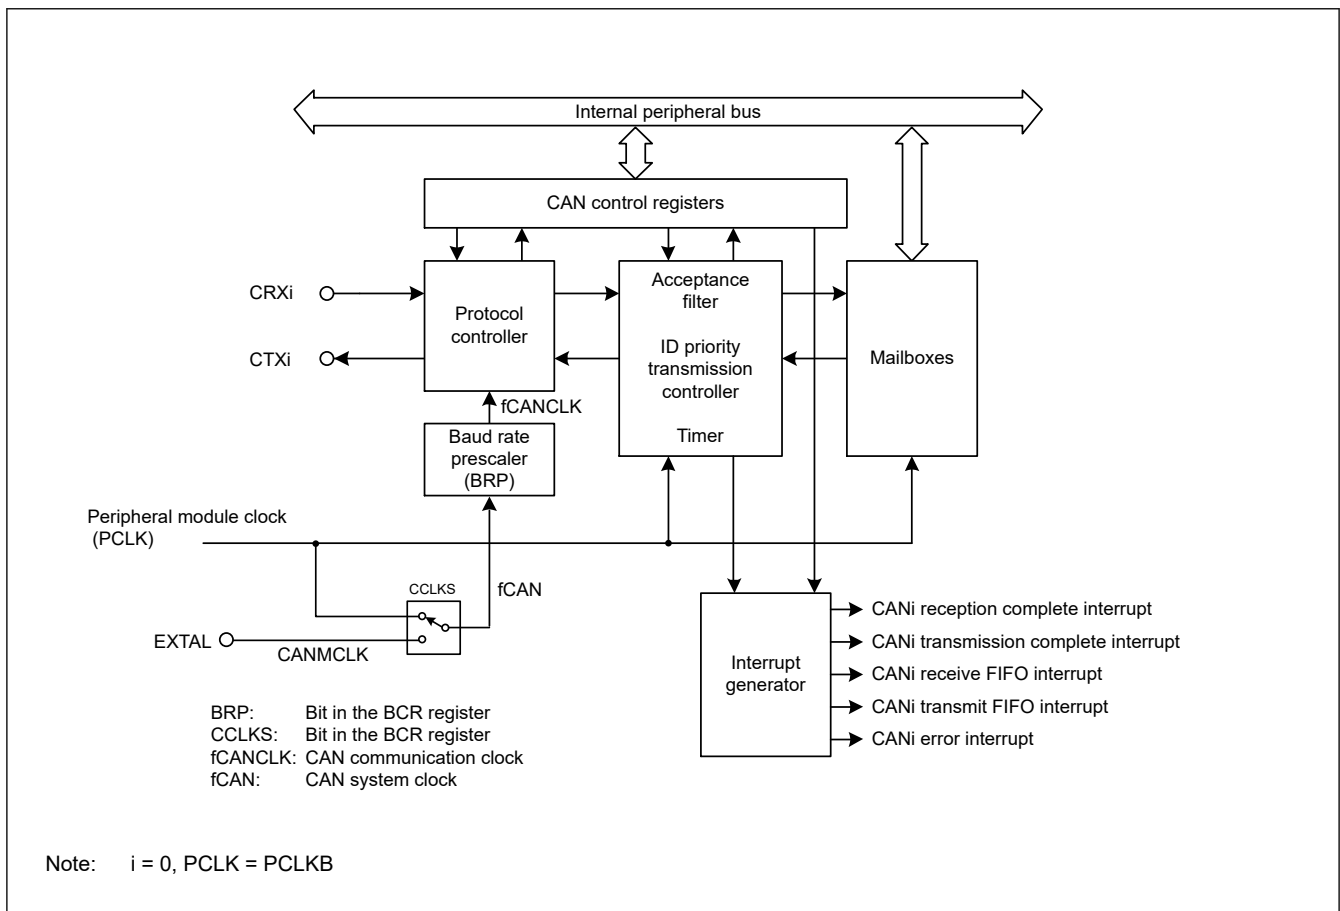 Internal peripheral bus
CAN control registers
CRXi
CTXi
Protocol
controller
Acceptance
filter
ID priority
transmission
controller
Timer
Mailboxes
fCANCLK
Baud rate
prescaler
(BRP)
Peripheral module clock
(PCLK)
CCLKS
fCAN
EXTAL
CANMCLK
Interrupt
generator
CANi reception complete interrupt
CANi transmission complete interrupt
CANi receive FIFO interrupt
CANi transmit FIFO interrupt
CANi error interrupt
BRP: Bit in the BCR register
CCLKS: Bit in the BCR register
fCANCLK: CAN communication clock
fCAN: CAN system clock
Note: i = 0, PCLK = PCLKB